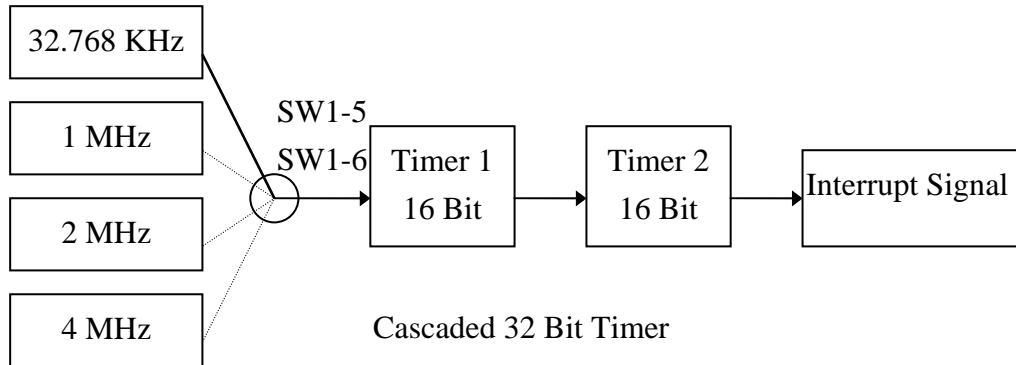 32.768 KHz
1 MHz
2 MHz
4 MHz
SW1-5
SW1-6
Timer 1
16 Bit
Timer 2
16 Bit
Interrupt Signal
Cascaded 32 Bit Timer